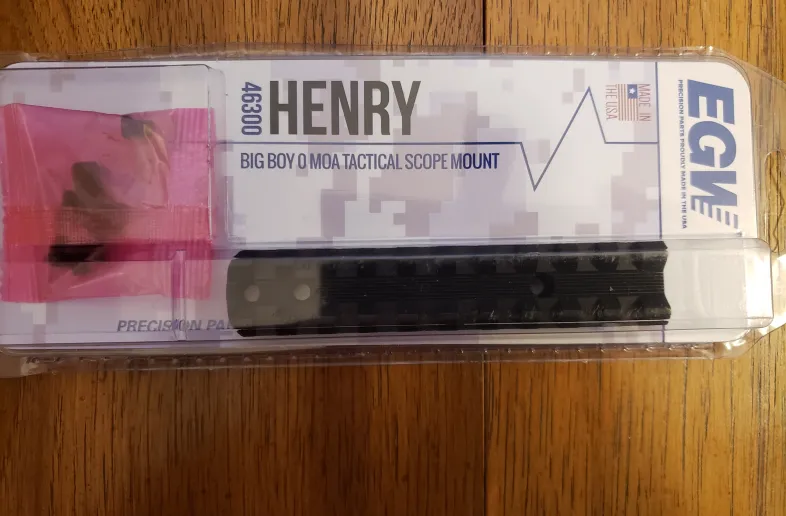 46300
HENRY
BIG BOY 0 MOA TACTICAL SCOPE MOUNT
MADE IN
THE USA
EGW
PRECISION PARTS PROUDLY MADE IN THE USA
PRECISION PA